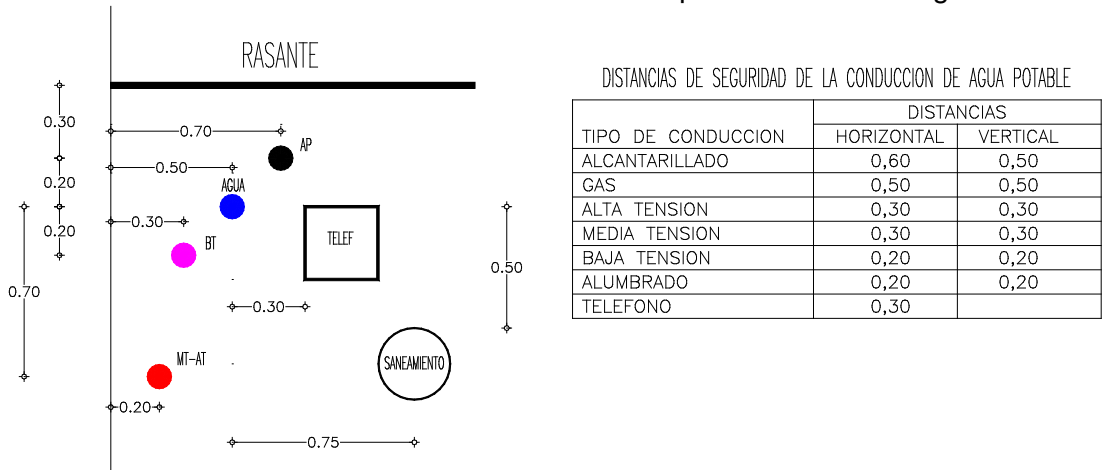 RASANTE
0.30
0.70
AP
0.50
0.20
AGUA
0.30
0.20
BT
TELEF
0.50
0.70
0.30
MT-AT
SANEAMIENTO
0.20
0.75
DISTANCIAS DE SEGURIDAD DE LA CONDUCCION DE AGUA POTABLE
DISTANCIAS
TIPO DE CONDUCCION HORIZONTAL VERTICAL
ALCANTARILLADO 0,60 0,50
GAS 0,50 0,50
ALTA TENSION 0,30 0,30
MEDIA TENSION 0,30 0,30
BAJA TENSION 0,20 0,20
ALUMBRADO 0,20 0,20
TELEFONO 0,30